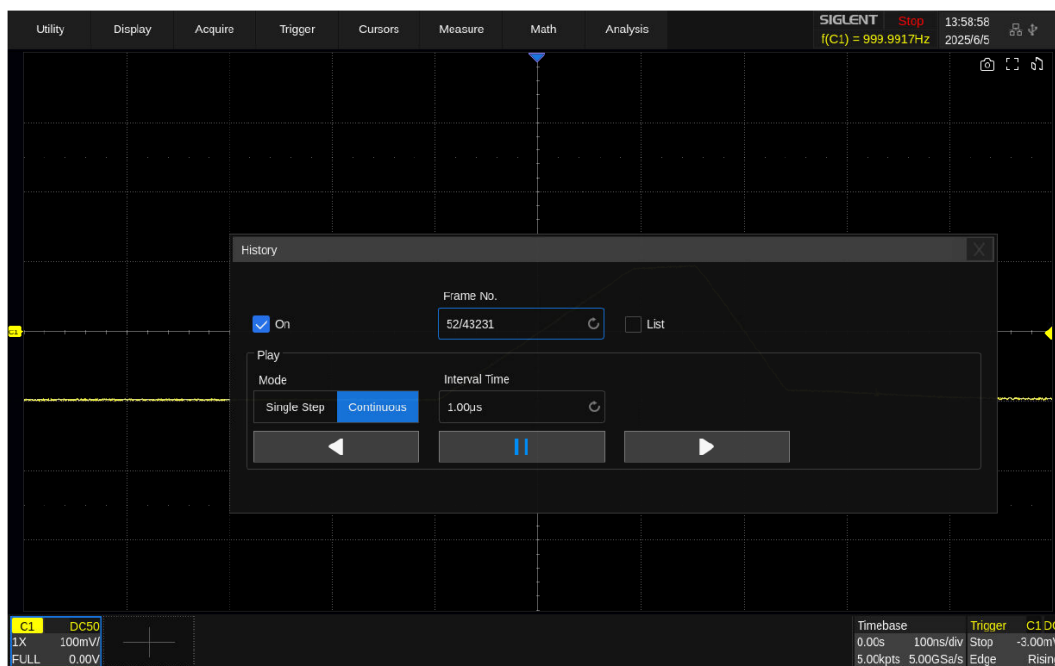 Utility Display Acquire Trigger Cursors Measure Math Analysis SIGLENT Stop 13:58:58
f(C1) = 999.9917Hz 2025/6/5
History
Frame No.
On 52/43231 List
C1
Play
Mode Interval Time
Single Step Continuous 1.00µs
C1 DC50 Timebase Trigger C1 DC
1X 100mV/ 0.00s 100ns/div Stop -3.00mV
FULL 0.00V 5.00kpts 5.00GSa/s Edge Risin